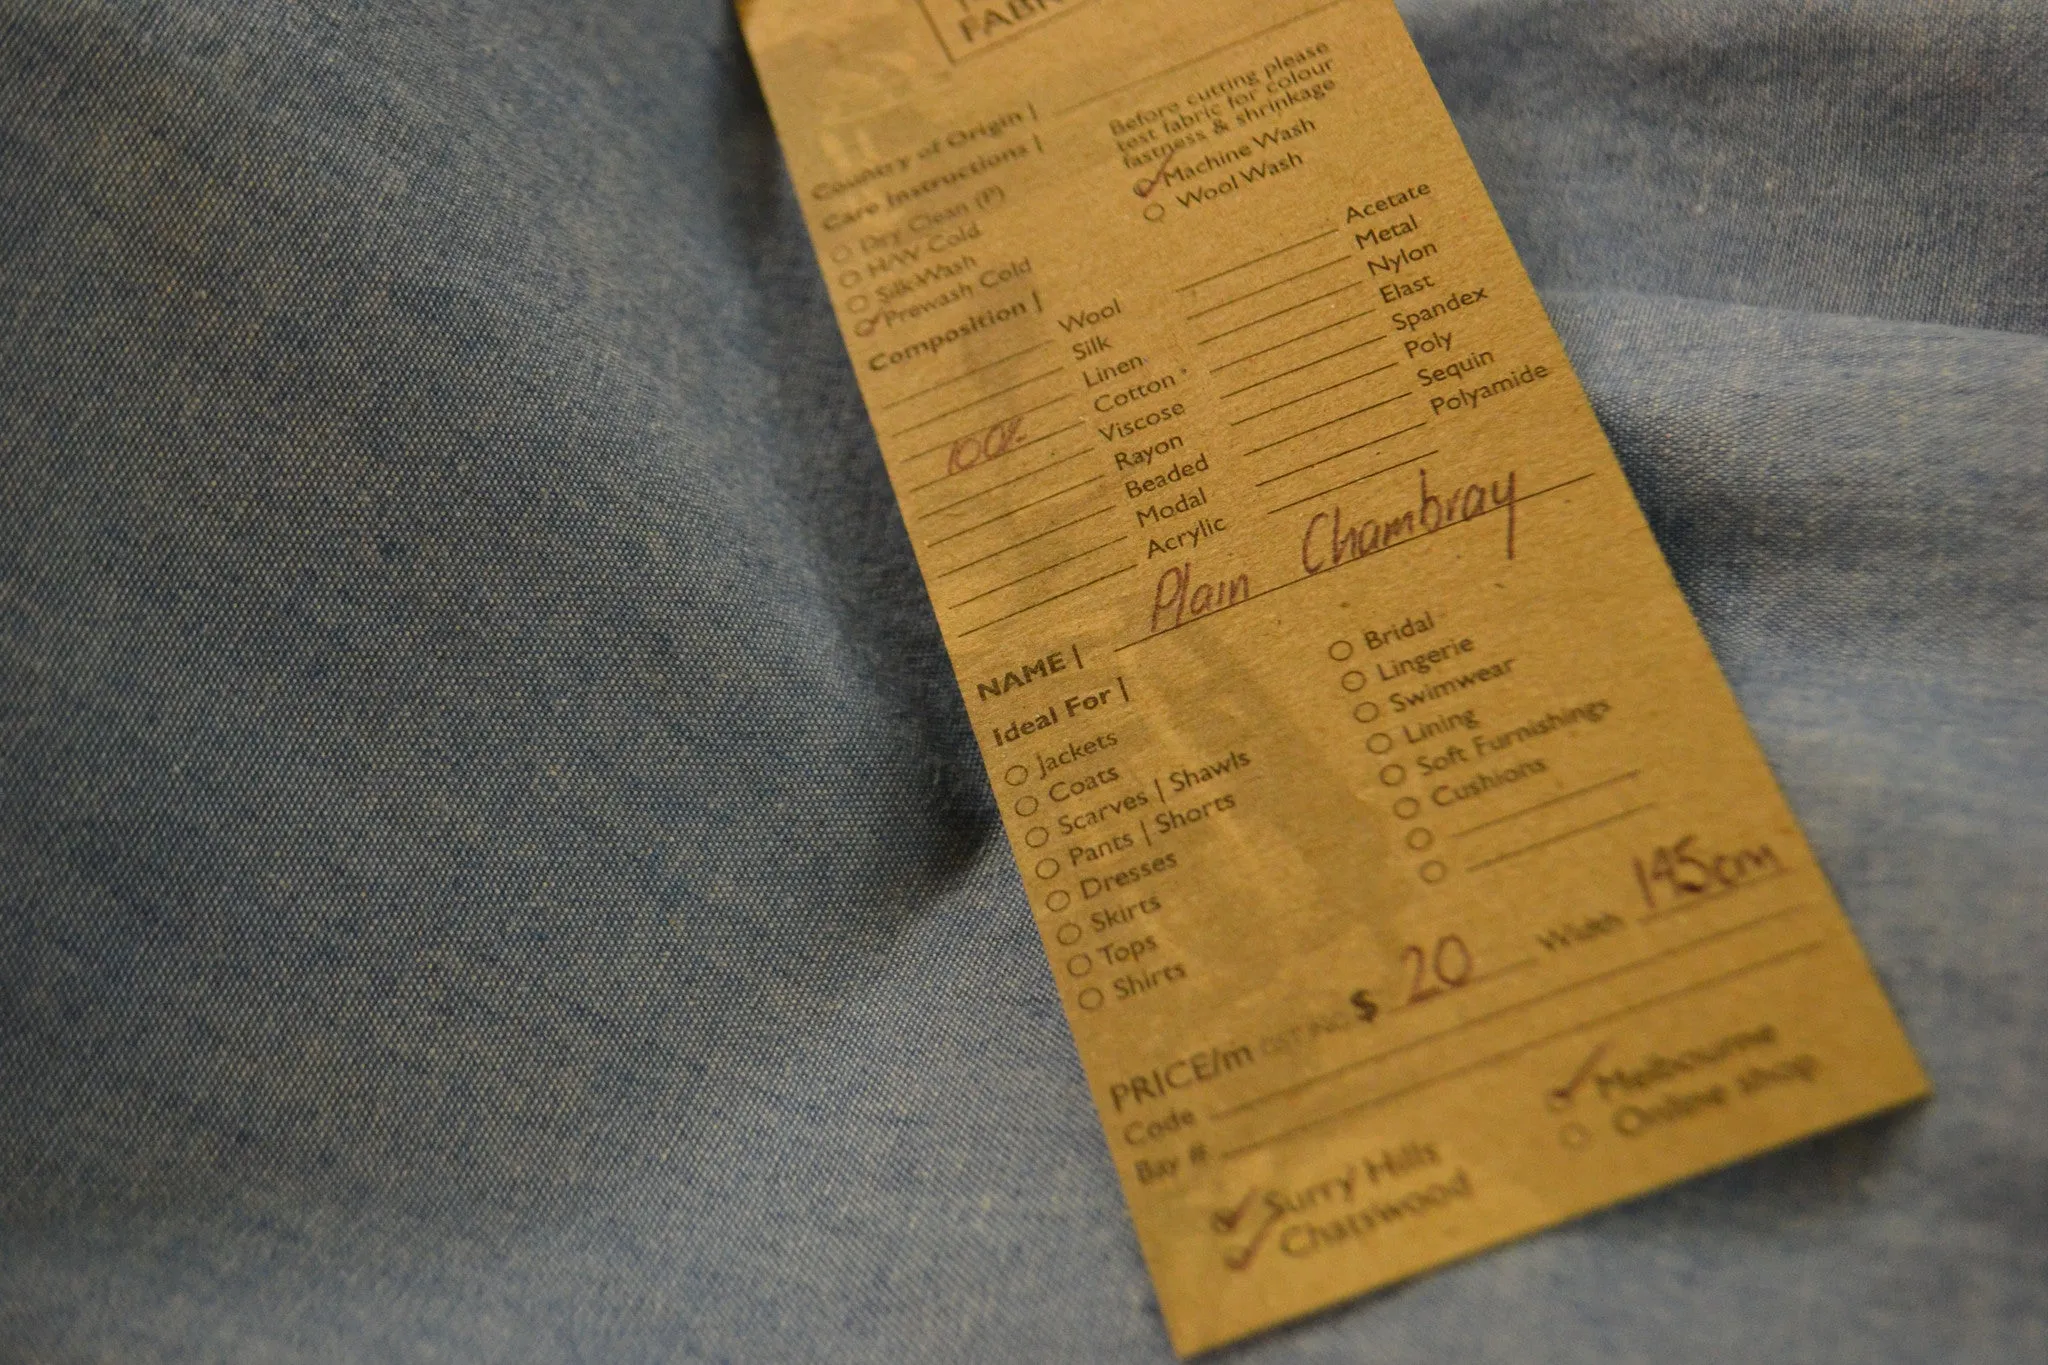 Country of Origin |
Care Instructions |
Before cutting please
test fabric for colour
fastness & shrinkage
Dry Clean (P)
H/W Cold
Silk Wash
Prewash Cold
Machine Wash
Wool Wash
Composition |
Wool
Silk
Linen
100% Cotton
Viscose
Rayon
Beaded
Modal
Acrylic
Acetate
Metal
Nylon
Elast
Spandex
Poly
Sequin
Polyamide
NAME | Plain Chambray
Ideal For |
Jackets
Coats
Scarves | Shawls
Pants | Shorts
Dresses
Skirts
Tops
Shirts
Bridal
Lingerie
Swimwear
Lining
Soft Furnishings
Cushions
PRICE/m $ 20 Width 145cm
Code
Bay #
Surry Hills
Chatswood
Melbourne
Online shop